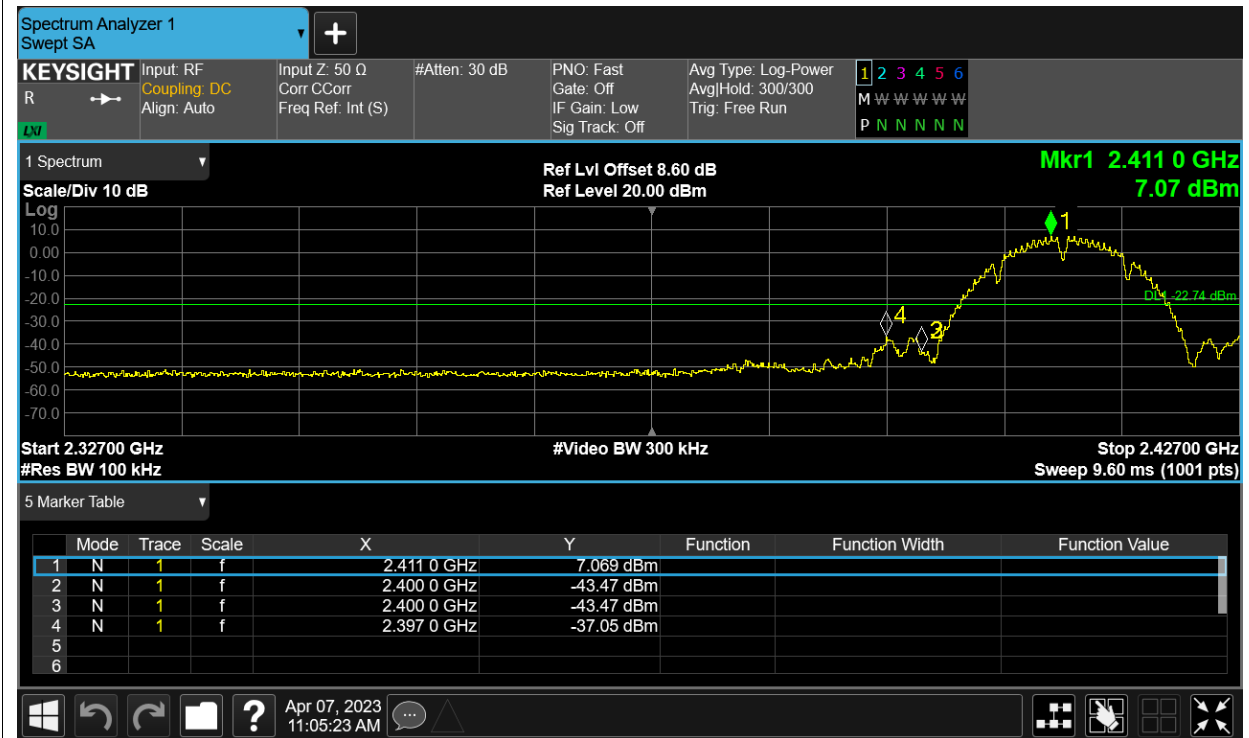 Spectrum Analyzer 1
Swept SA
KEYSIGHT
R
LXI
Input: RF
Coupling: DC
Align: Auto
Input Z: 50 Ω
Corr CCorr
Freq Ref: Int (S)
#Atten: 30 dB
PNO: Fast
Gate: Off
IF Gain: Low
Sig Track: Off
Avg Type: Log-Power
Avg|Hold: 300/300
Trig: Free Run
1 2 3 4 5 6
M W W W W W
P N N N N N
1 Spectrum
Scale/Div 10 dB
Ref Lvl Offset 8.60 dB
Ref Level 20.00 dBm
Mkr1 2.411 0 GHz
7.07 dBm
Log
10.0
0.00
-10.0
-20.0
-30.0
-40.0
-50.0
-60.0
-70.0
1
DL1 -22.74 dBm
4
Start 2.32700 GHz
#Res BW 100 kHz
#Video BW 300 kHz
Stop 2.42700 GHz
Sweep 9.60 ms (1001 pts)
5 Marker Table
Mode Trace Scale X Y Function Function Width Function Value
1 N 1 f 2.411 0 GHz 7.069 dBm
2 N 1 f 2.400 0 GHz -43.47 dBm
3 N 1 f 2.400 0 GHz -43.47 dBm
4 N 1 f 2.397 0 GHz -37.05 dBm
5
6
?
Apr 07, 2023
11:05:23 AM